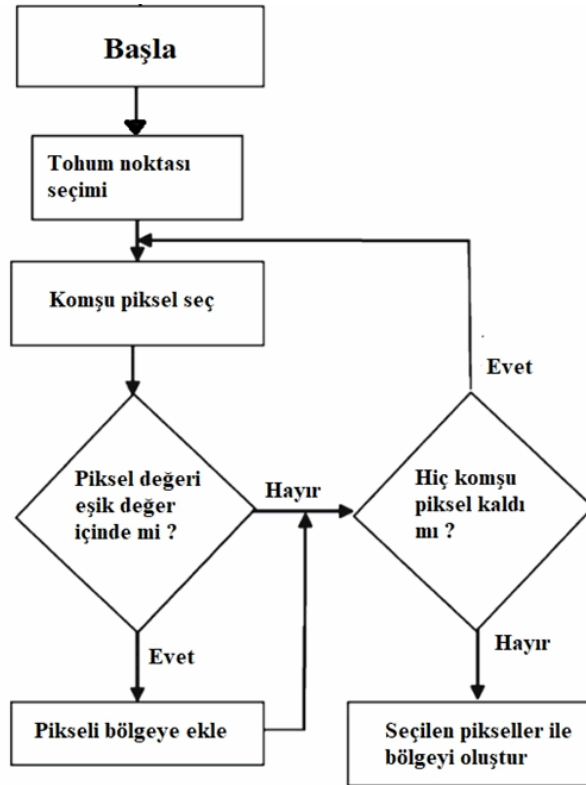 Başla
Tohum noktası
seçimi
Komşu piksel seç
Piksel değeri
eşik değer
içinde mi ?
Hayır
Evet
Pikseli bölgeye ekle
Evet
Hiç komşu
piksel kaldı
mı ?
Hayır
Seçilen pikseller ile
bölgeyi oluştur